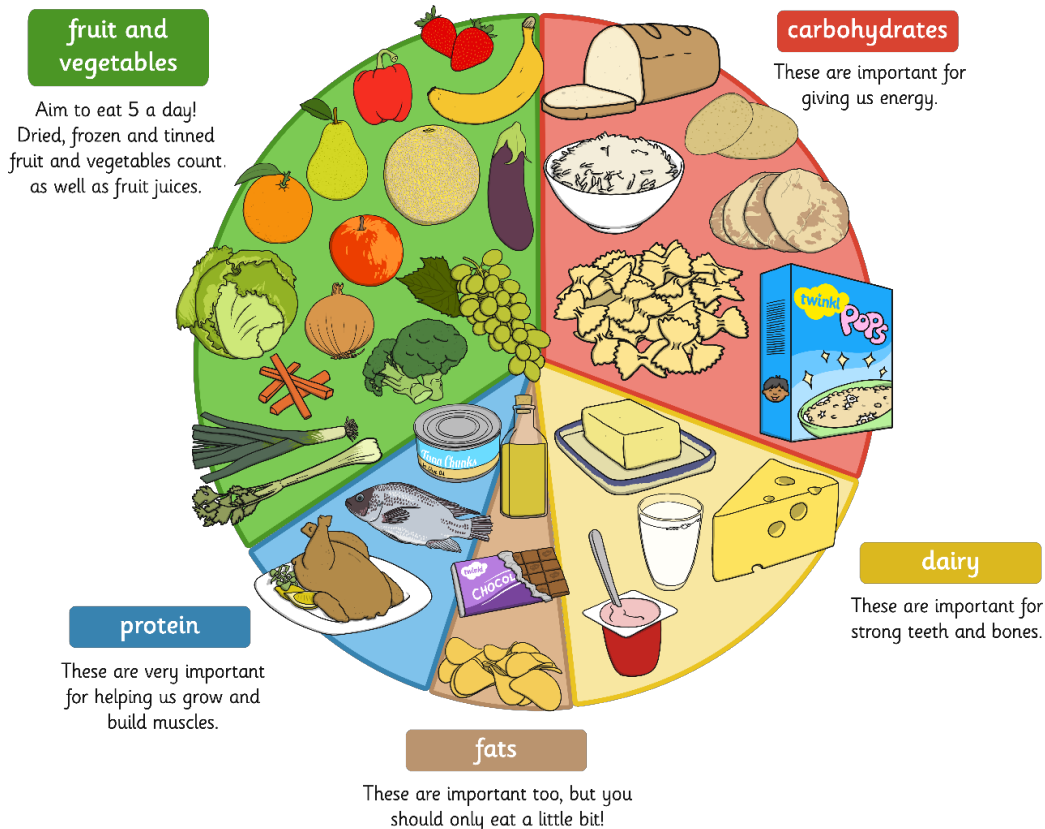 fruit and
vegetables
Aim to eat 5 a day!
Dried, frozen and tinned
fruit and vegetables count.
as well as fruit juices.
carbohydrates
These are important for
giving us energy.
twinkl
POPS
Tuna Chunks
twinkl
CHOCOL
dairy
These are important for
strong teeth and bones.
protein
These are very important
for helping us grow and
build muscles.
fats
These are important too, but you
should only eat a little bit!